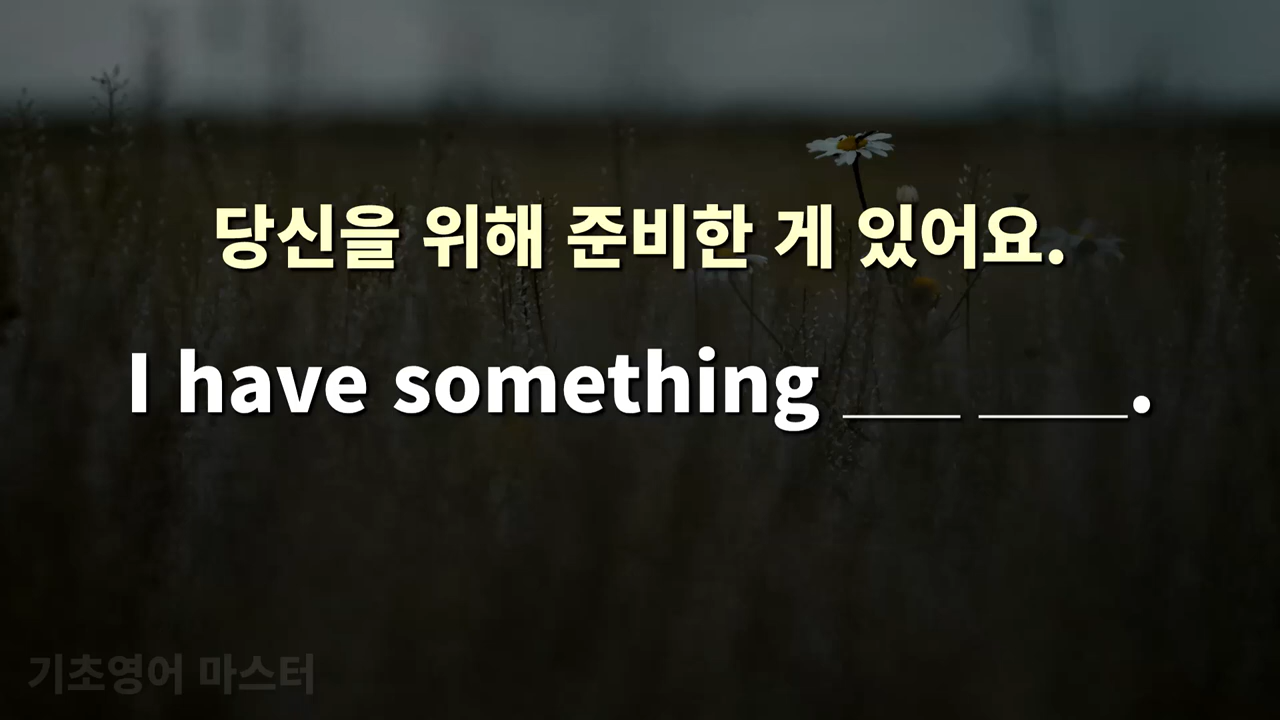 당신을 위해 준비한 게 있어요.
I have something ___ ____.
기초영어 마스터